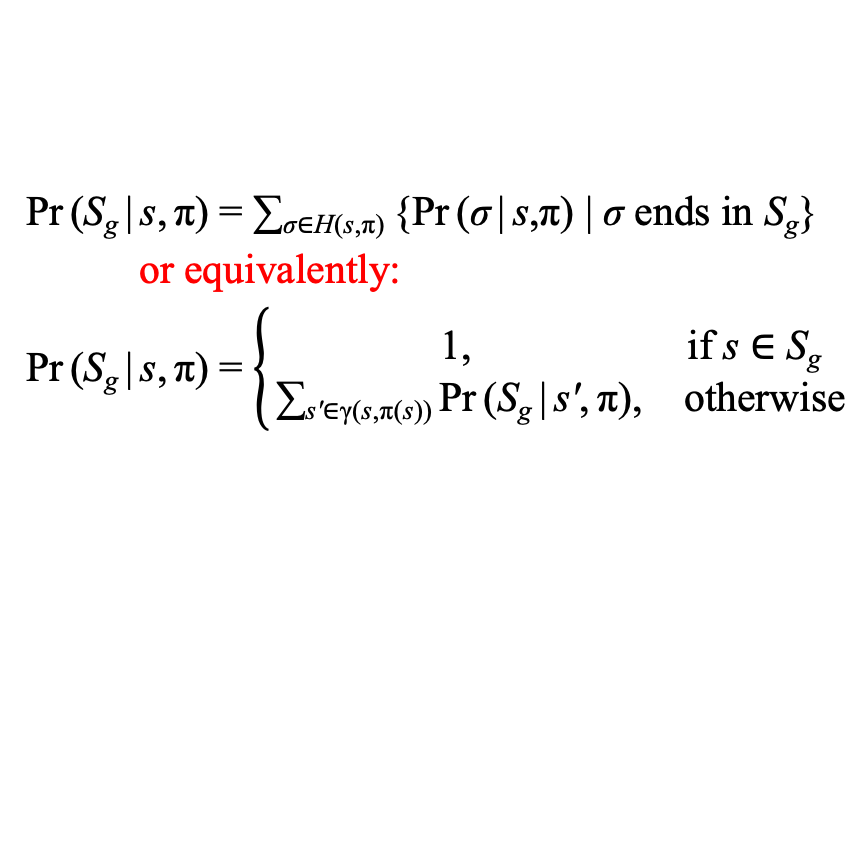 Pr (S_g | s, π) = ∑_{σ∈H(s,π)} {Pr (σ | s,π) | σ ends in S_g}
or equivalently:
Pr (S_g | s, π) = { 1, if s ∈ S_g
∑_{s′∈γ(s,π(s))} Pr (S_g | s′, π), otherwise